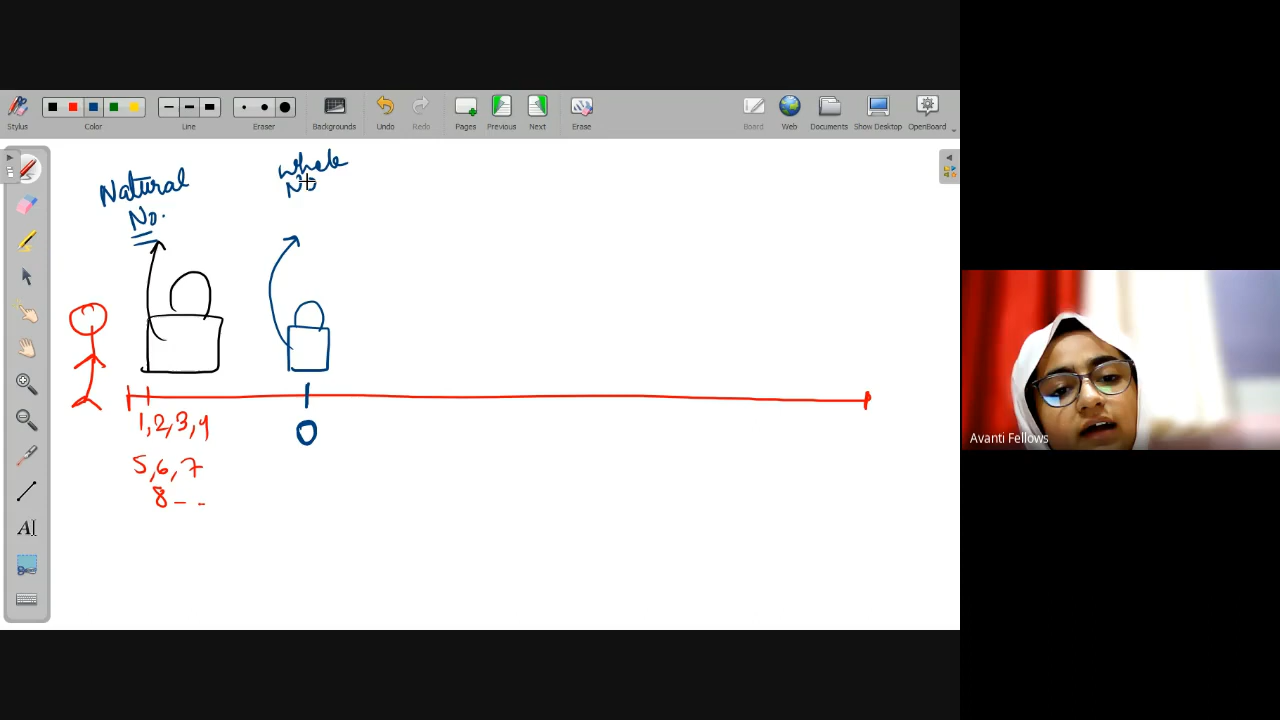 Stylus
Color
Line
Eraser
Backgrounds
Undo
Redo
Pages
Previous
Next
Erase
Board
Web
Documents
Show Desktop
OpenBoard
Natural
No.
Whole
No
1,2,3,4
0
5,6,7
8 - -
Avanti Fellows